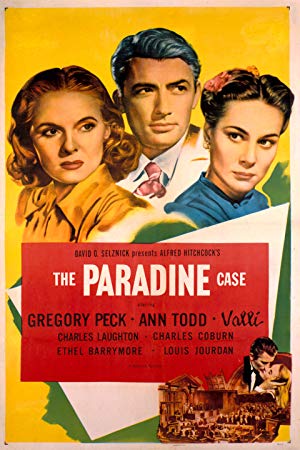 DAVID O. SELZNICK presents ALFRED HITCHCOCK'S
THE PARADINE CASE
starring
GREGORY PECK · ANN TODD · Valli
CHARLES LAUGHTON · CHARLES COBURN
ETHEL BARRYMORE · LOUIS JOURDAN